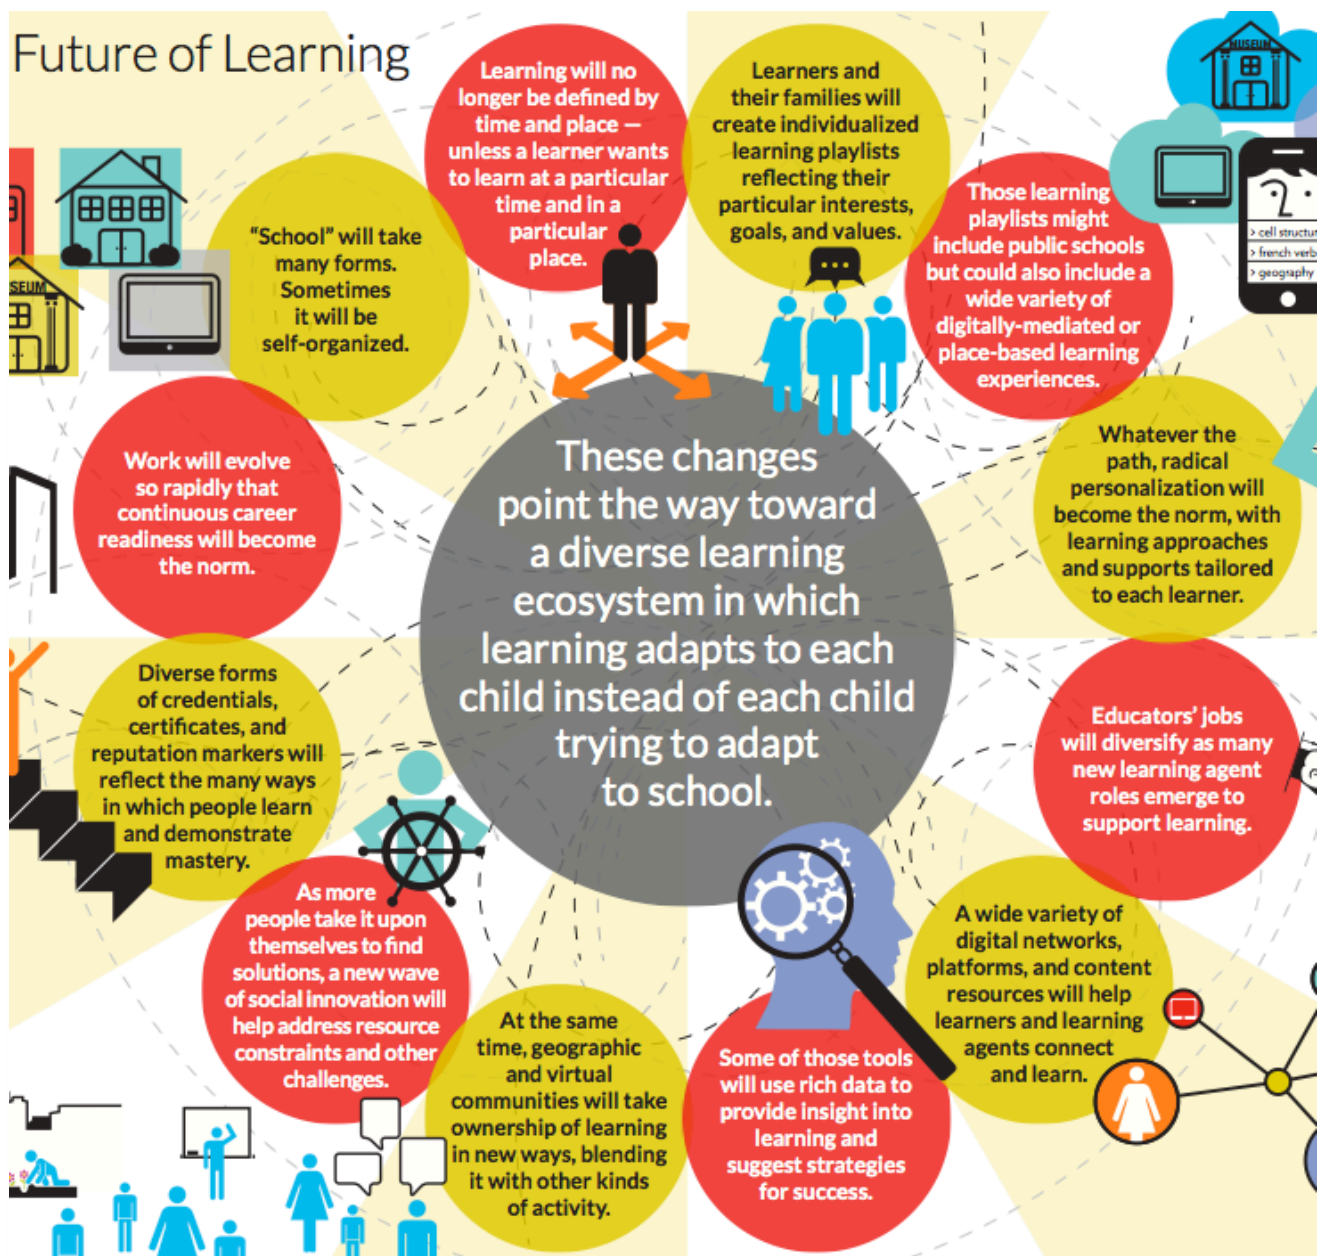 Future of Learning
Learning will no
longer be defined by
time and place —
unless a learner wants
to learn at a particular
time and in a
particular
place.
Learners and
their families will
create individualized
learning playlists
reflecting their
particular interests,
goals, and values.
Those learning
playlists might
include public schools
but could also include a
wide variety of
digitally-mediated or
place-based learning
experiences.
MUSEUM
> cell structur
> french verb
> geography
Whatever the
path, radical
personalization will
become the norm, with
learning approaches
and supports tailored
to each learner.
Educators’ jobs
will diversify as many
new learning agent
roles emerge to
support learning.
A wide variety of
digital networks,
platforms, and content
resources will help
learners and learning
agents connect
and learn.
Some of those tools
will use rich data to
provide insight into
learning and
suggest strategies
for success.
At the same
time, geographic
and virtual
communities will take
ownership of learning
in new ways, blending
it with other kinds
of activity.
As more
people take it upon
themselves to find
solutions, a new wave
of social innovation will
help address resource
constraints and other
challenges.
Diverse forms
of credentials,
certificates, and
reputation markers will
reflect the many ways
in which people learn
and demonstrate
mastery.
Work will evolve
so rapidly that
continuous career
readiness will become
the norm.
“School” will take
many forms.
Sometimes
it will be
self-organized.
SEUM
These changes
point the way toward
a diverse learning
ecosystem in which
learning adapts to each
child instead of each child
trying to adapt
to school.